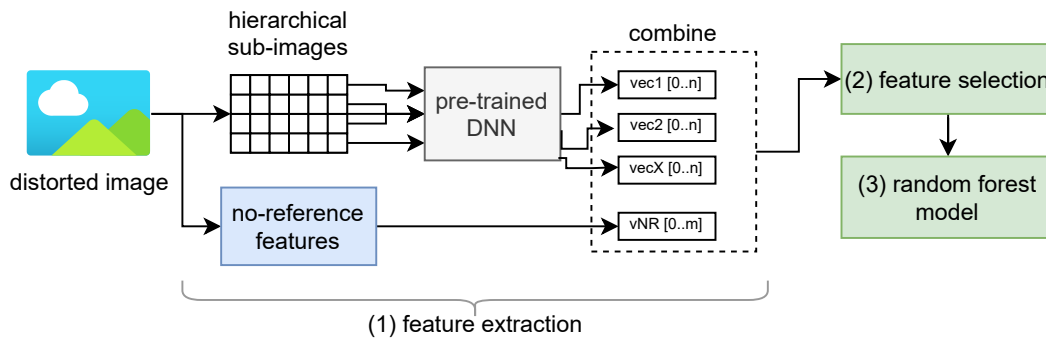 hierarchical
sub-images
combine
distorted image
pre-trained
DNN
vec1 [0..n]
vec2 [0..n]
vecX [0..n]
vNR [0..m]
no-reference
features
(1) feature extraction
(2) feature selection
(3) random forest
model